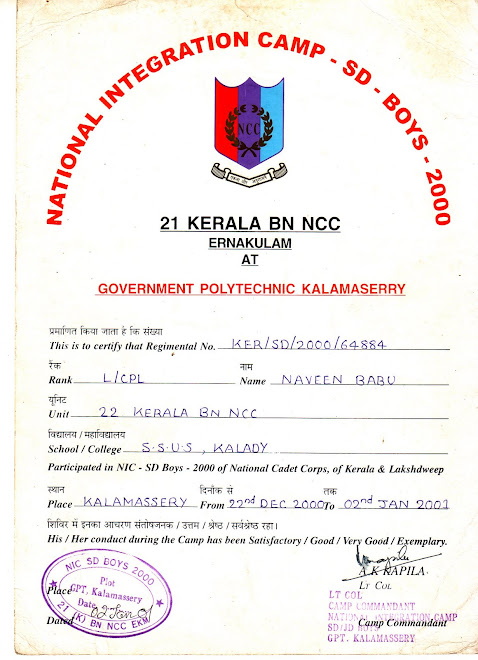 NATIONAL INTEGRATION CAMP - SD - BOYS - 2000
NCC
21 KERALA BN NCC
ERNAKULAM
AT
GOVERNMENT POLYTECHNIC KALAMASERRY
प्रमाणित किया जाता है कि संख्या
This is to certify that Regimental No. KER/SD/2000/64884
रैंक नाम
Rank L/CPL Name NAVEEN BABU
यूनिट
Unit 22 KERALA BN NCC
विद्यालय / महाविद्यालय
School / College S.S.U.S, KALADY
Participated in NIC - SD Boys - 2000 of National Cadet Corps, of Kerala & Lakshdweep
स्थान दिनाँक से तक
Place KALAMASSERY From 22nd DEC 2000 To 02nd JAN 2001
शिविर में इनका आचरण संतोषजनक / उत्तम / श्रेष्ठ / सर्वश्रेष्ठ रहा।
His / Her conduct during the Camp has been Satisfactory / Good / Very Good / Exemplary.
A K KAPILA
LT COL
NIC SD BOYS 2000
Place
GPT, Kalamassery
Date 02 Jan 01
21 (K) BN NCC EKM
Dated
LT COL
CAMP COMMANDANT
NATIONAL INTEGRATION CAMP
Camp Commandant
GPT. KALAMASSERY